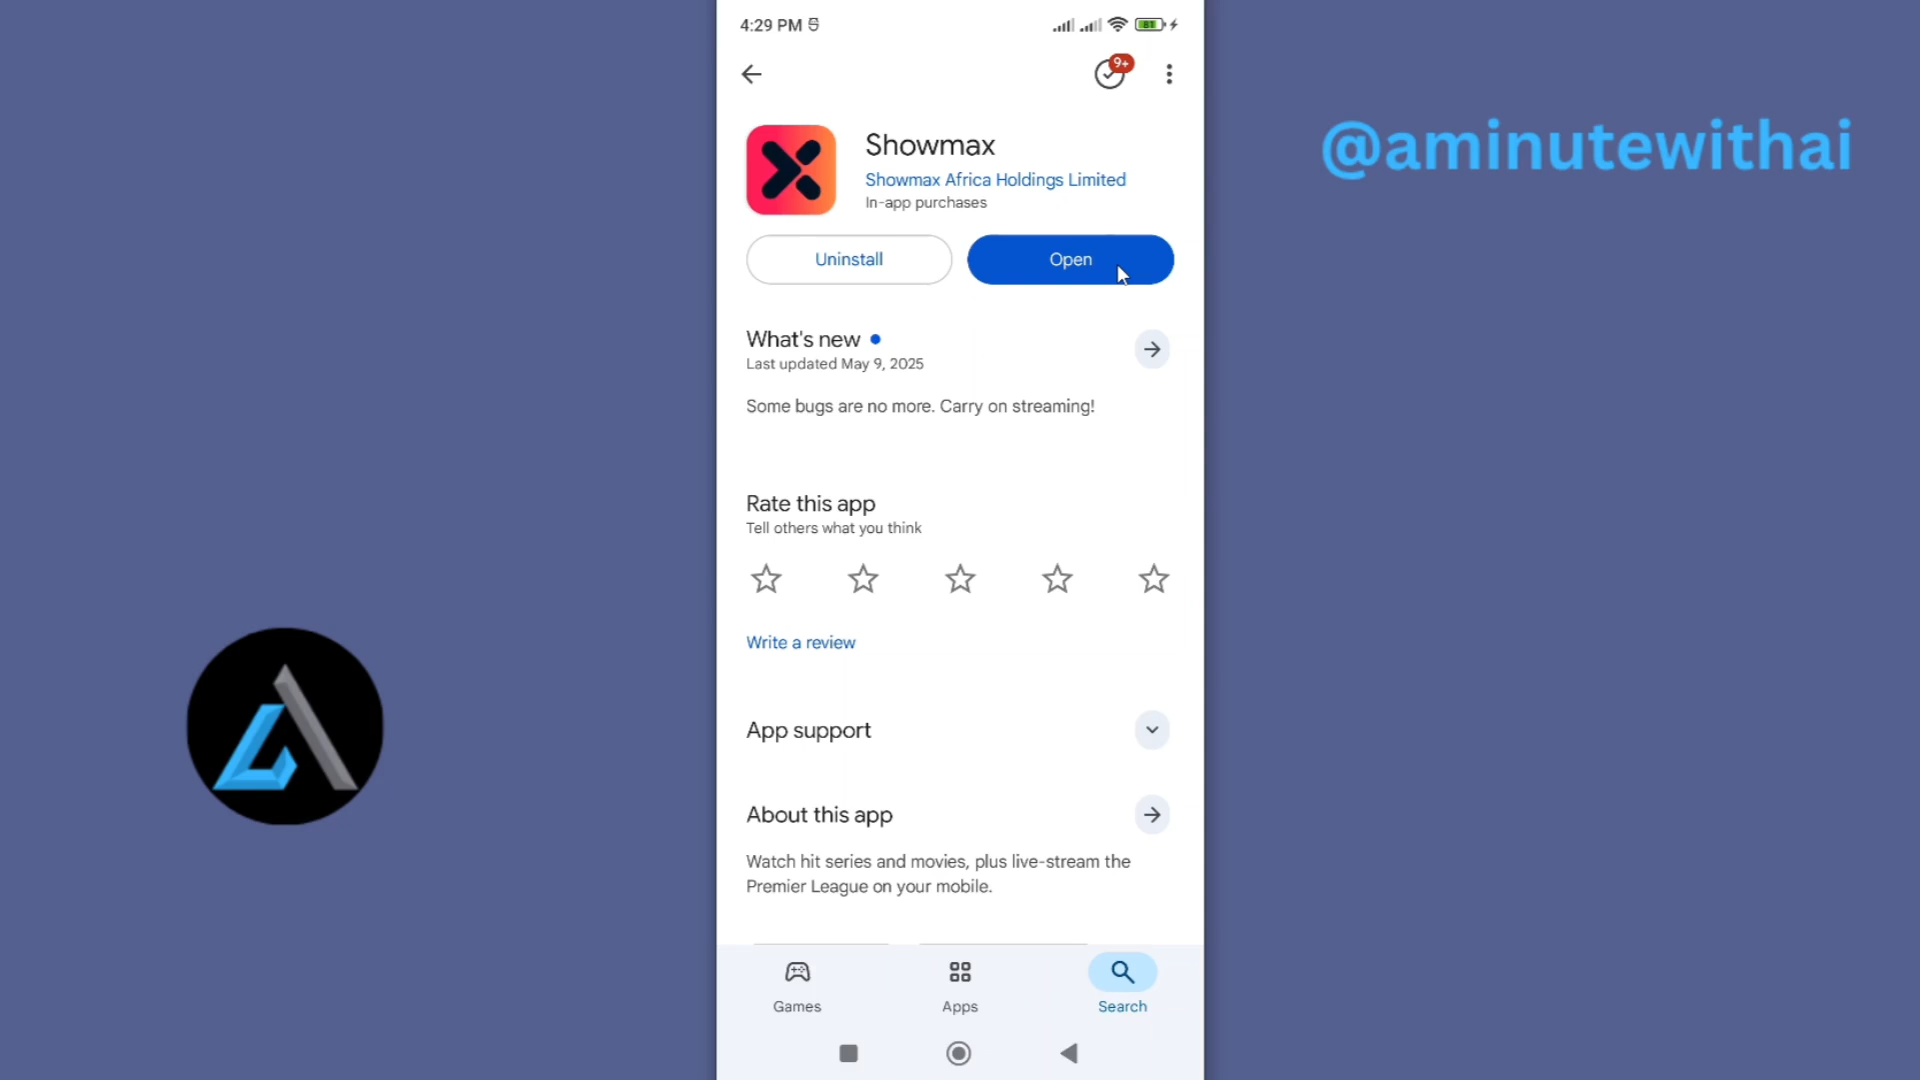 4:29 PM
81
9+
@aminutewithai
Showmax
Showmax Africa Holdings Limited
In-app purchases
Uninstall
Open
What's new
Last updated May 9, 2025
Some bugs are no more. Carry on streaming!
Rate this app
Tell others what you think
Write a review
App support
About this app
Watch hit series and movies, plus live-stream the
Premier League on your mobile.
Games
Apps
Search